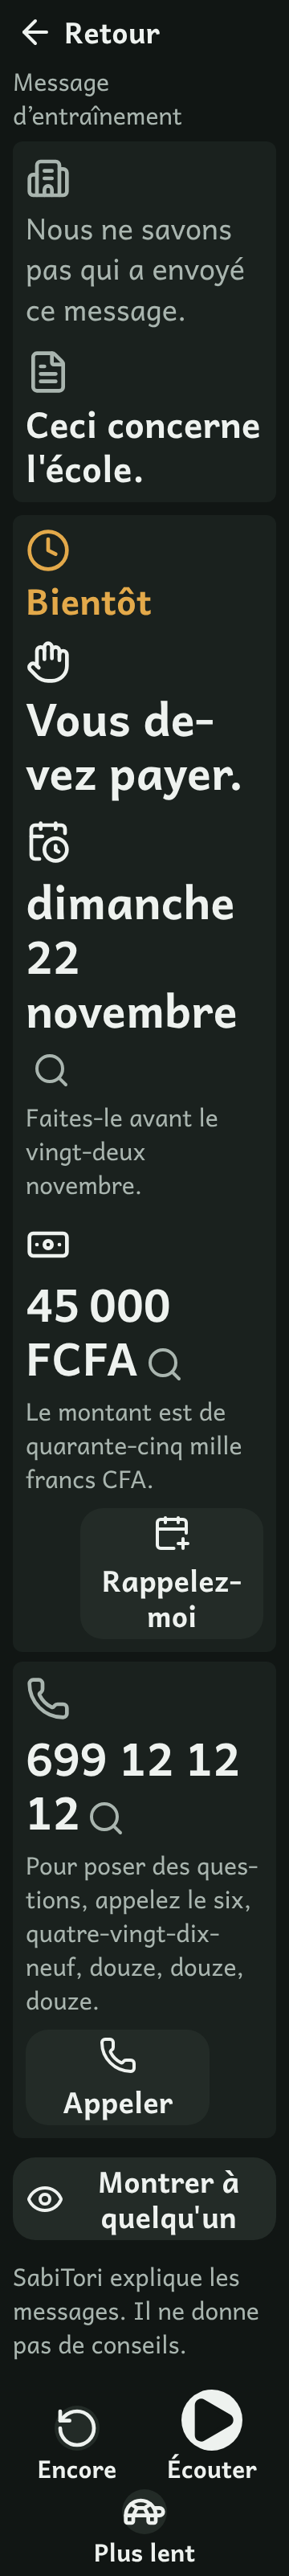 Retour
Message
d’entraînement
Nous ne savons
pas qui a envoyé
ce message.
Ceci concerne
l'école.
Bientôt
Vous de-
vez payer.
dimanche
22
novembre
Faites-le avant le
vingt-deux
novembre.
45 000
FCFA
Le montant est de
quarante-cinq mille
francs CFA.
Rappelez-
moi
699 12 12
12
Pour poser des ques-
tions, appelez le six,
quatre-vingt-dix-
neuf, douze, douze,
douze.
Appeler
Montrer à
quelqu'un
SabiTori explique les
messages. Il ne donne
pas de conseils.
Encore
Écouter
Plus lent